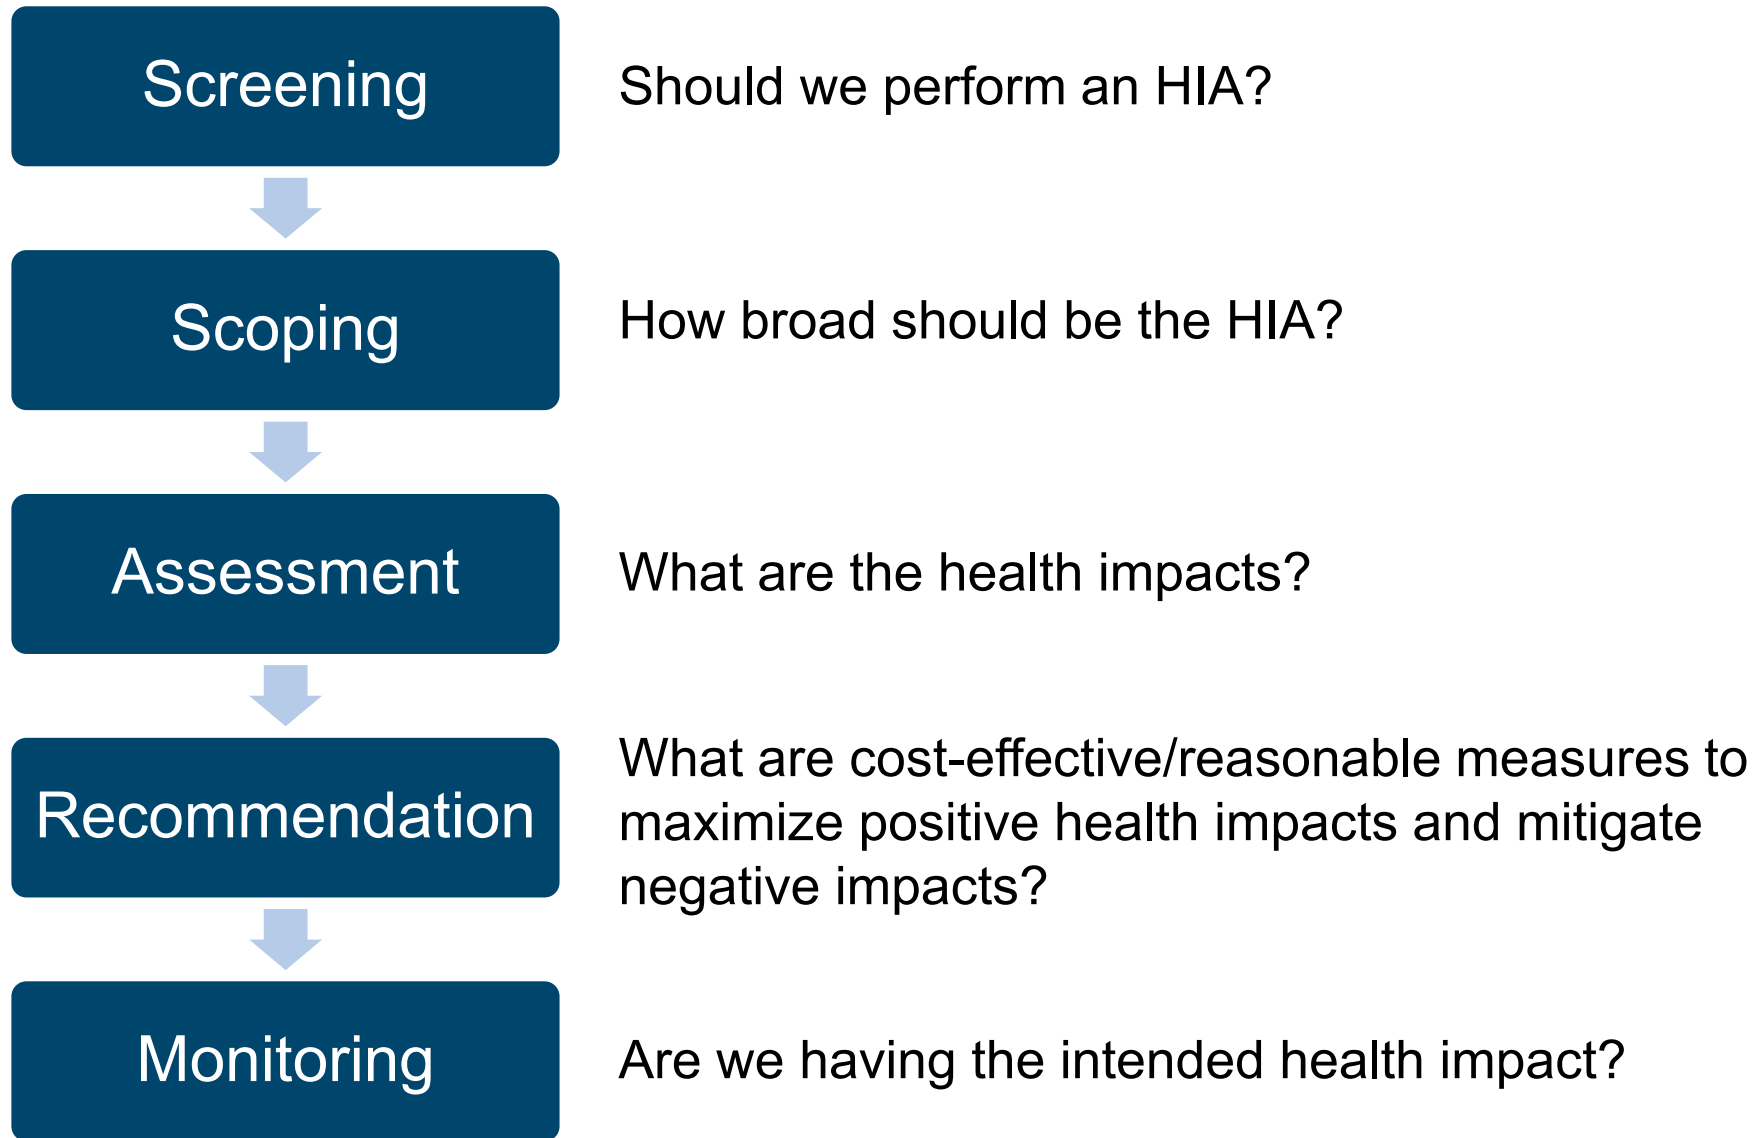 Screening
Should we perform an HIA?
Scoping
How broad should be the HIA?
Assessment
What are the health impacts?
Recommendation
What are cost-effective/reasonable measures to
maximize positive health impacts and mitigate
negative impacts?
Monitoring
Are we having the intended health impact?